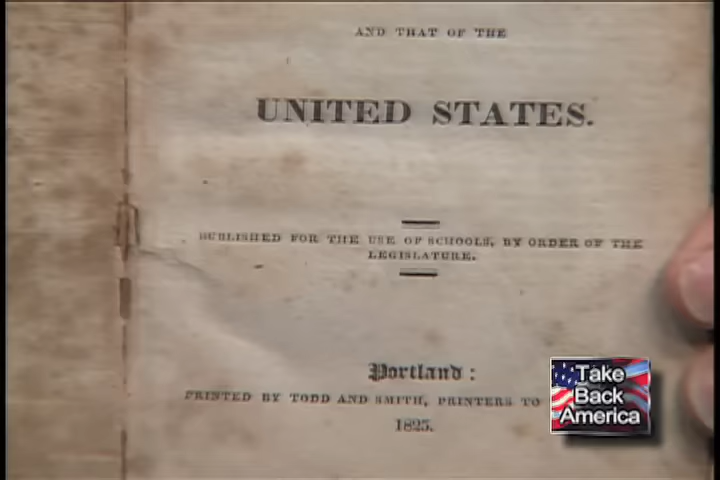 AND THAT OF THE
UNITED STATES.
PUBLISHED FOR THE USE OF SCHOOLS, BY ORDER OF THE
LEGISLATURE.
Portland:
PRINTED BY TODD AND SMITH, PRINTERS TO
1825.
Take
Back
America